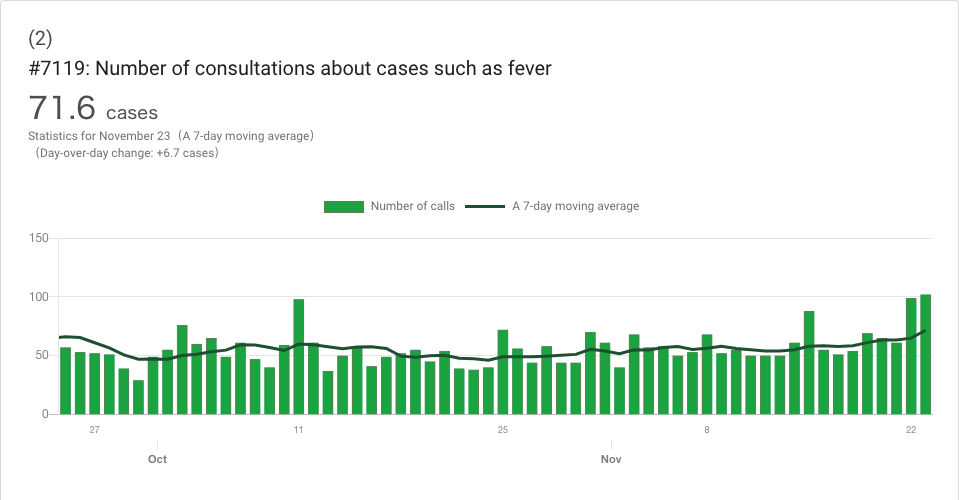 (2)
#7119: Number of consultations about cases such as fever
71.6 cases
Statistics for November 23（A 7-day moving average）
（Day-over-day change: +6.7 cases）
Number of calls A 7-day moving average
150
100
50
0
27 11 25 8 22
Oct Nov